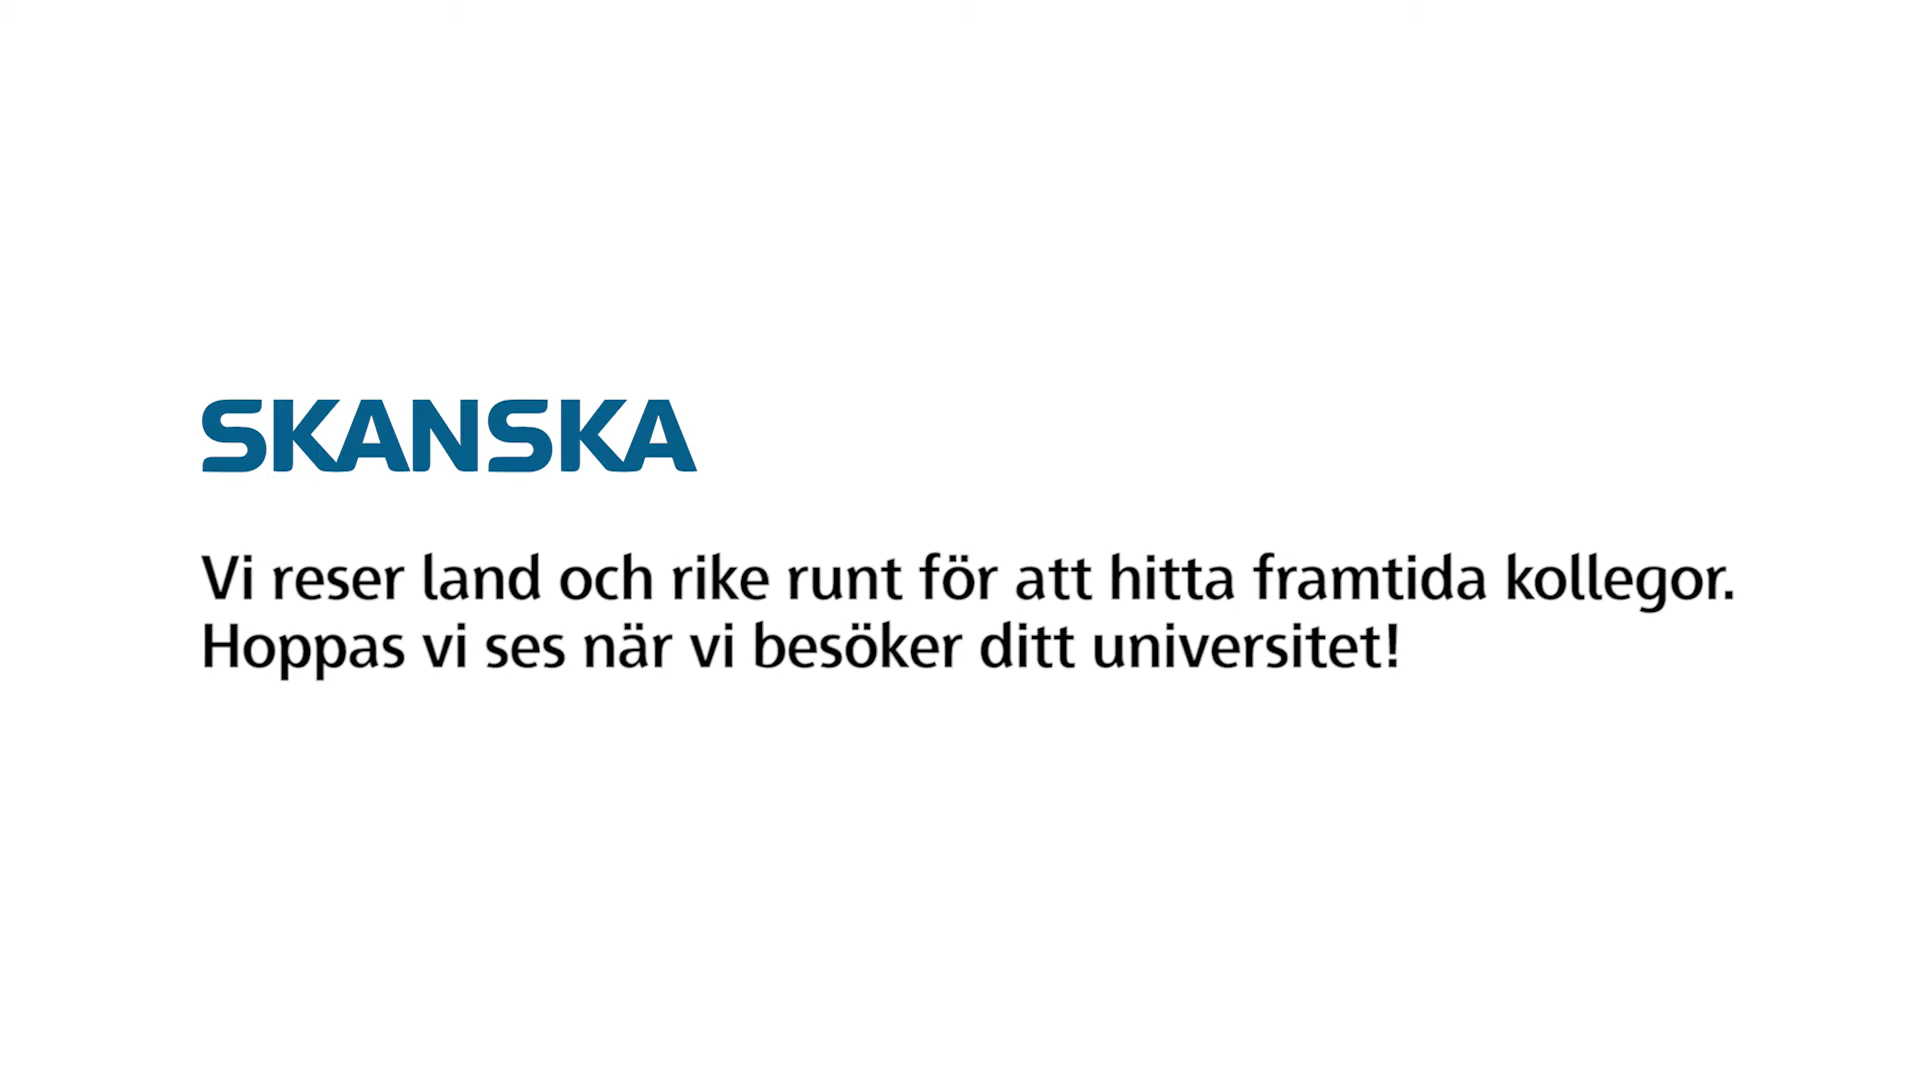 SKANSKA
Vi reser land och rike runt för att hitta framtida kollegor.
Hoppas vi ses när vi besöker ditt universitet!